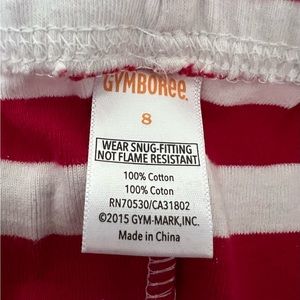 GYMBOREE.
8
WEAR SNUG-FITTING
NOT FLAME RESISTANT
100% Cotton
100% Coton
RN70530/CA31802
©2015 GYM-MARK,INC.
Made in China